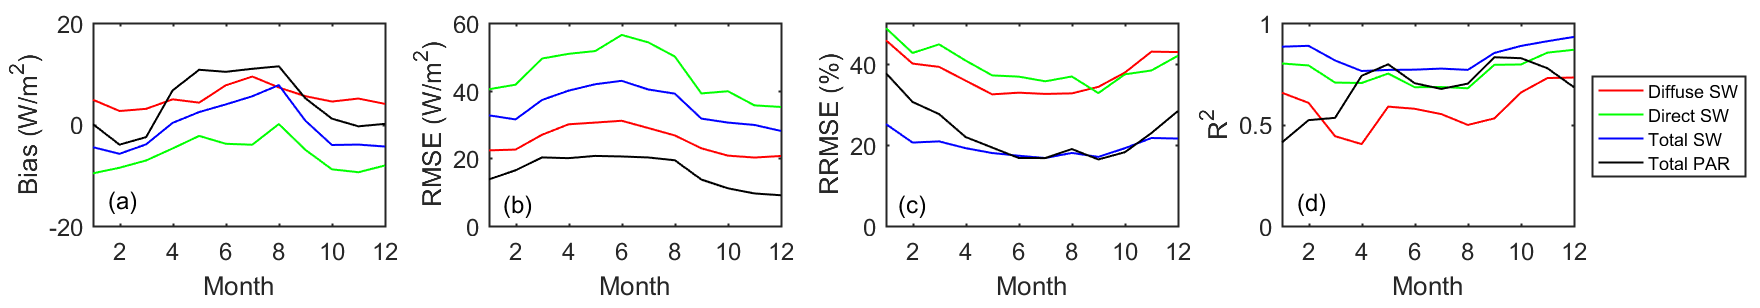 20
0
-20
Bias (W/m2)
(a)
2 4 6 8 10 12
Month
60
40
20
0
RMSE (W/m2)
(b)
2 4 6 8 10 12
Month
40
20
0
RRMSE (%)
(c)
2 4 6 8 10 12
Month
1
0.5
0
R2
(d)
2 4 6 8 10 12
Month
Diffuse SW
Direct SW
Total SW
Total PAR